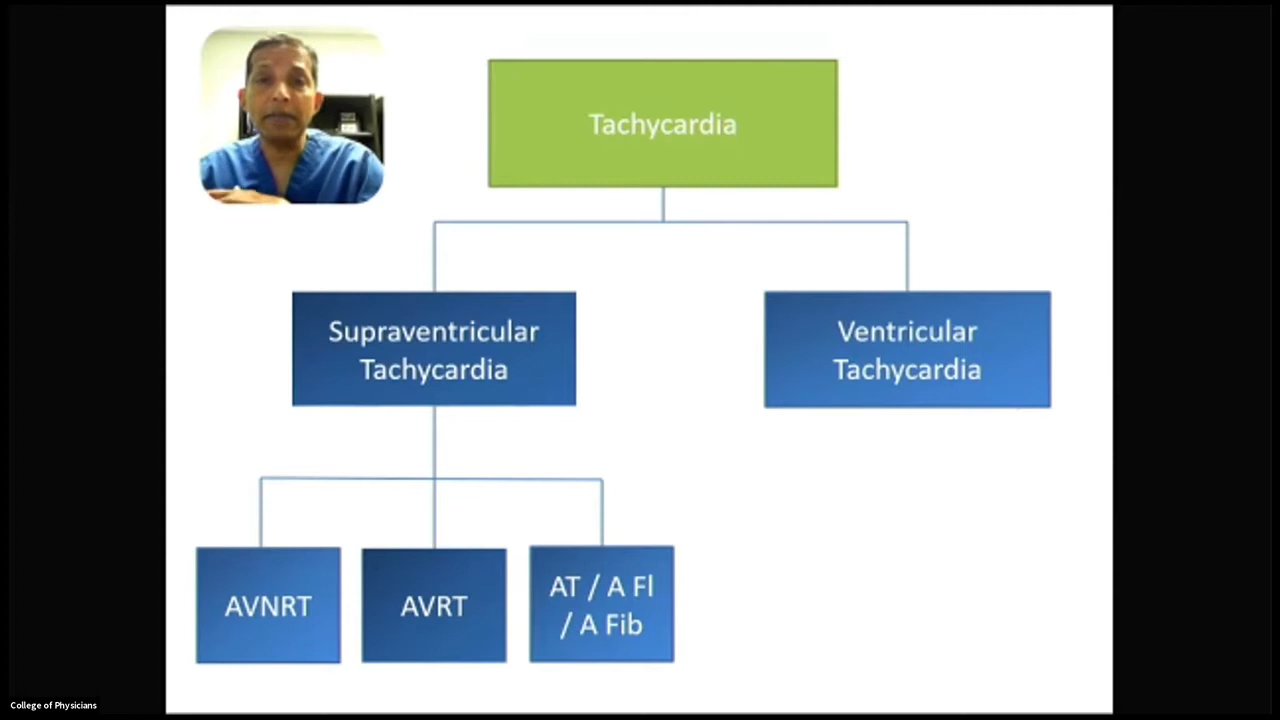 Tachycardia
Supraventricular
Tachycardia
Ventricular
Tachycardia
AVNRT
AVRT
AT / A Fl
/ A Fib
College of Physicians